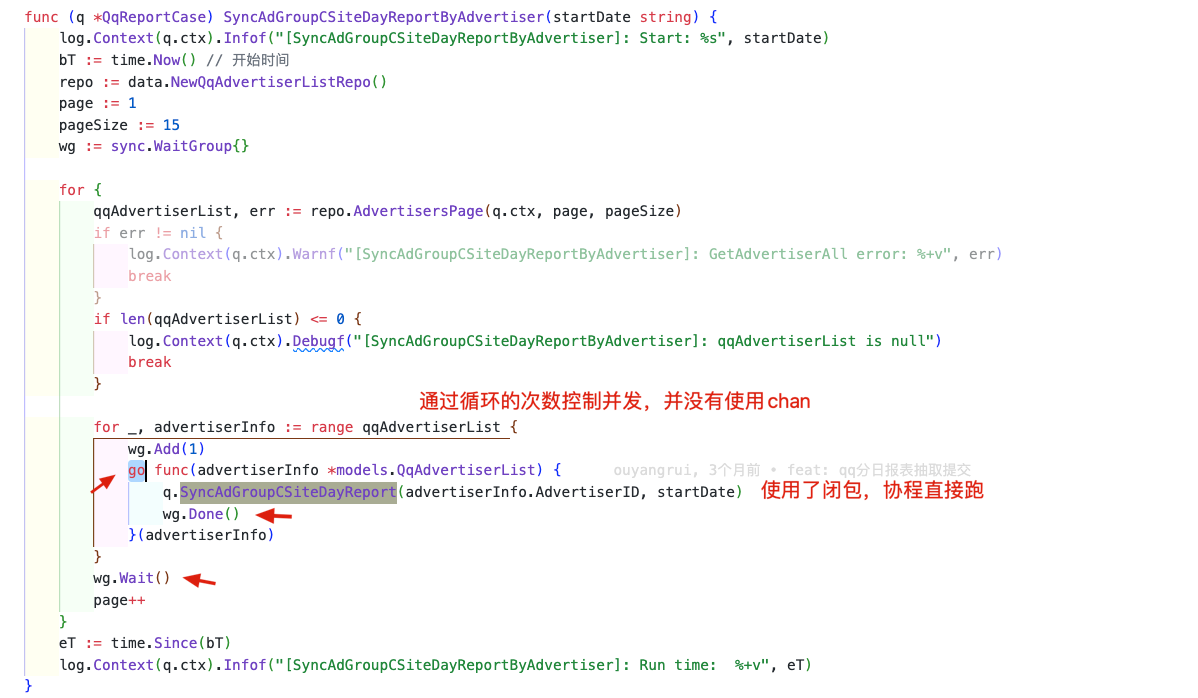 func (q *QqReportCase) SyncAdGroupCSiteDayReportByAdvertiser(startDate string) {
log.Context(q.ctx).Infof("[SyncAdGroupCSiteDayReportByAdvertiser]: Start: %s", startDate)
bT := time.Now() // 开始时间
repo := data.NewQqAdvertiserListRepo()
page := 1
pageSize := 15
wg := sync.WaitGroup{}
for {
qqAdvertiserList, err := repo.AdvertisersPage(q.ctx, page, pageSize)
if err != nil {
log.Context(q.ctx).Warnf("[SyncAdGroupCSiteDayReportByAdvertiser]: GetAdvertiserAll error: %+v", err)
break
}
if len(qqAdvertiserList) <= 0 {
log.Context(q.ctx).Debugf("[SyncAdGroupCSiteDayReportByAdvertiser]: qqAdvertiserList is null")
break
}
通过循环的次数控制并发，并没有使用chan
for _, advertiserInfo := range qqAdvertiserList {
wg.Add(1)
go func(advertiserInfo *models.QqAdvertiserList) { ouyangrui, 3个月前 • feat: qq分日报表抽取提交
q.SyncAdGroupCSiteDayReport(advertiserInfo.AdvertiserID, startDate) 使用了闭包，协程直接跑
wg.Done()
}(advertiserInfo)
}
wg.Wait()
page++
}
eT := time.Since(bT)
log.Context(q.ctx).Infof("[SyncAdGroupCSiteDayReportByAdvertiser]: Run time:  %+v", eT)
}